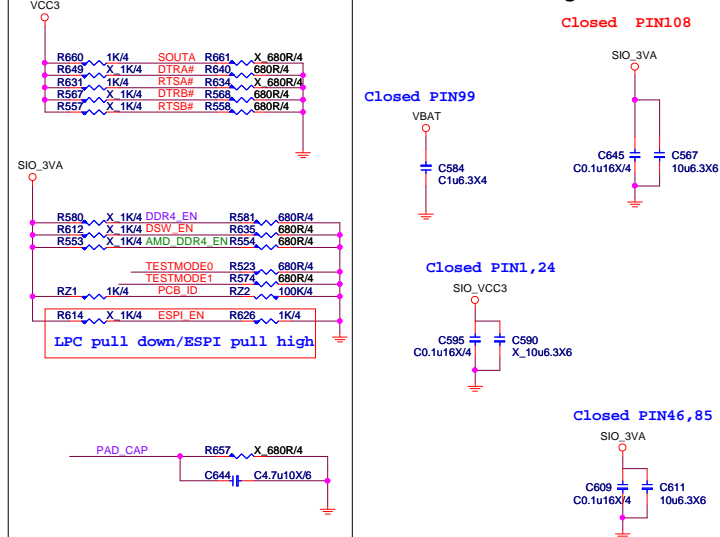 VCC3
R660 1K/4 SOUTA R661 X_680R/4
R649 X_1K/4 DTRA# R640 680R/4
R631 1K/4 RTSA# R634 X_680R/4
R567 X_1K/4 DTRB# R568 680R/4
R557 X_1K/4 RTSB# R558 680R/4
SIO_3VA
R580 X_1K/4 DDR4_EN R581 680R/4
R612 X_1K/4 DSW_EN R635 680R/4
R553 X_1K/4 AMD_DDR4_EN R554 680R/4
TESTMODE0 R523 680R/4
TESTMODE1 R574 680R/4
RZ1 1K/4 PCB_ID RZ2 100K/4
R614 X_1K/4 ESPI_EN R626 1K/4
LPC pull down/ESPI pull high
PAD_CAP R657 X_680R/4
C644 C4.7u10X/6
Closed PIN99
VBAT
C584
C1u6.3X4
Closed PIN108
SIO_3VA
C645 C567
C0.1u16X/4 10u6.3X6
Closed PIN1,24
SIO_VCC3
C595 C590
C0.1u16X/4 X_10u6.3X6
Closed PIN46,85
SIO_3VA
C609 C611
C0.1u16X/4 10u6.3X6